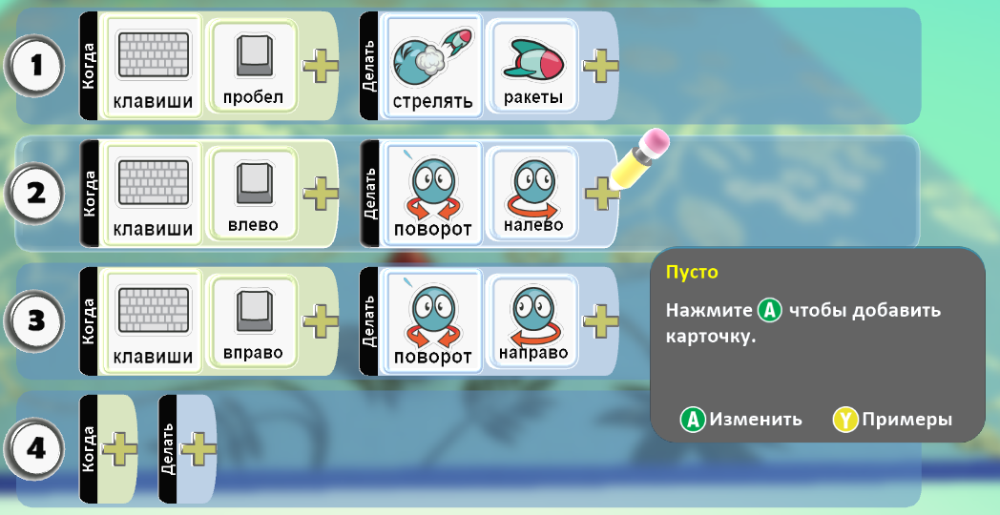 1
Когда
клавиши
пробел
Делать
стрелять
ракеты
2
Когда
клавиши
влево
Делать
поворот
налево
3
Когда
клавиши
вправо
Делать
поворот
направо
Пусто
Нажмите A чтобы добавить
карточку.
A Изменить
Y Примеры
4
Когда
Делать